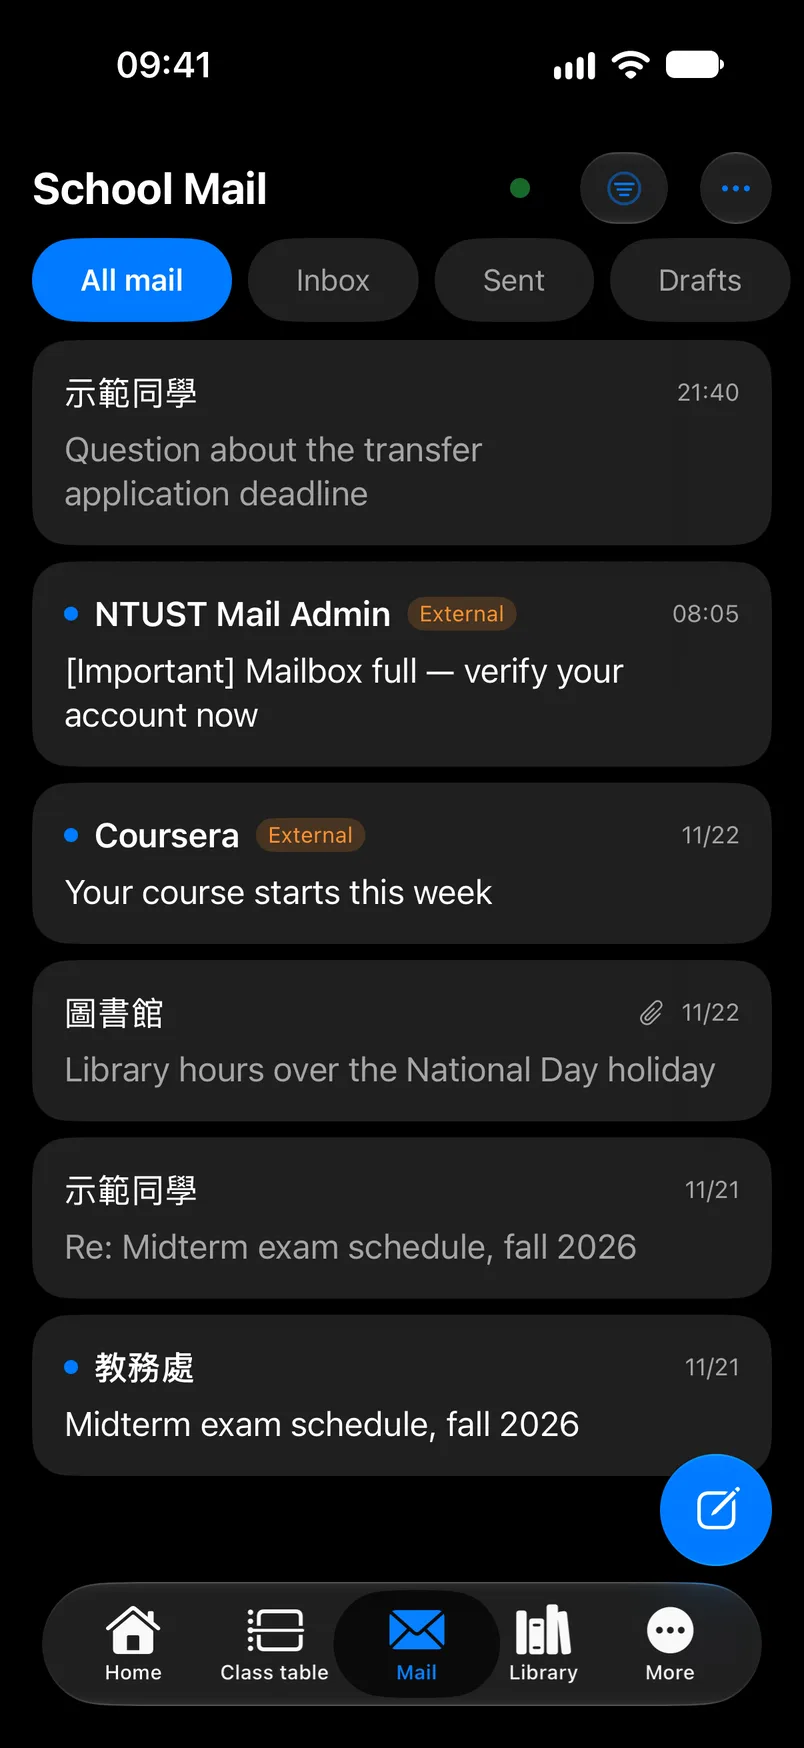 09:41
School Mail
All mail
Inbox
Sent
Drafts
示範同學
21:40
Question about the transfer
application deadline
NTUST Mail Admin
External
08:05
[Important] Mailbox full — verify your
account now
Coursera
External
11/22
Your course starts this week
圖書館
11/22
Library hours over the National Day holiday
示範同學
11/21
Re: Midterm exam schedule, fall 2026
教務處
11/21
Midterm exam schedule, fall 2026
Home
Class table
Mail
Library
More